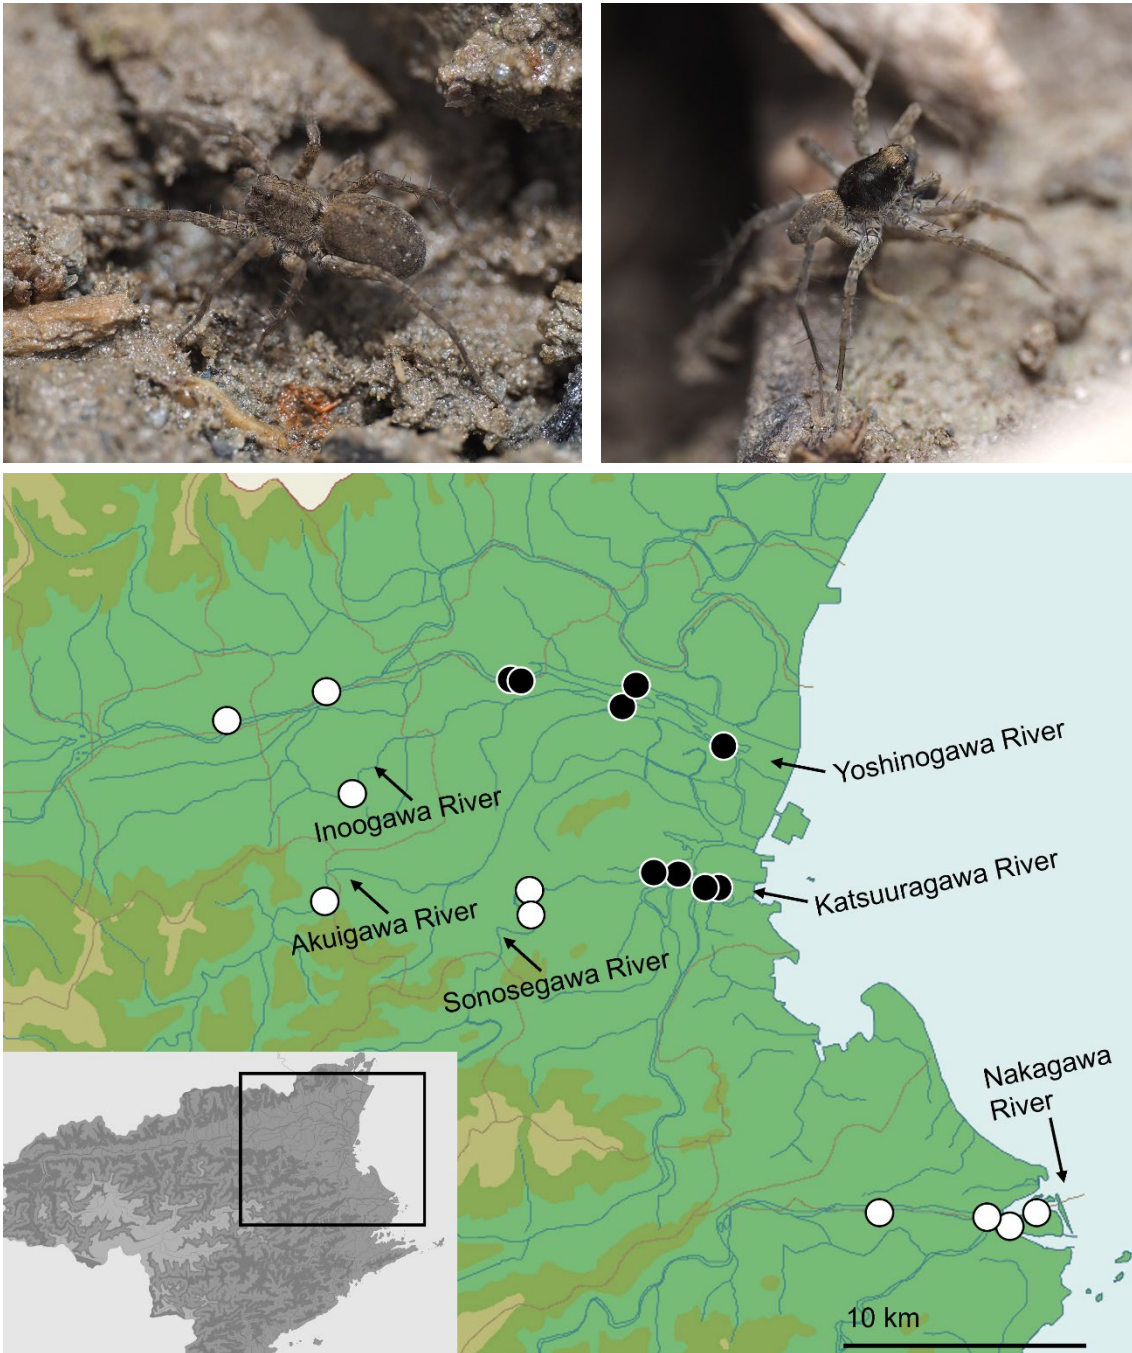 Yoshinogawa River
Inoogawa River
Katsuuragawa River
Akuigawa River
Sonosegawa River
Nakagawa
River
10 km